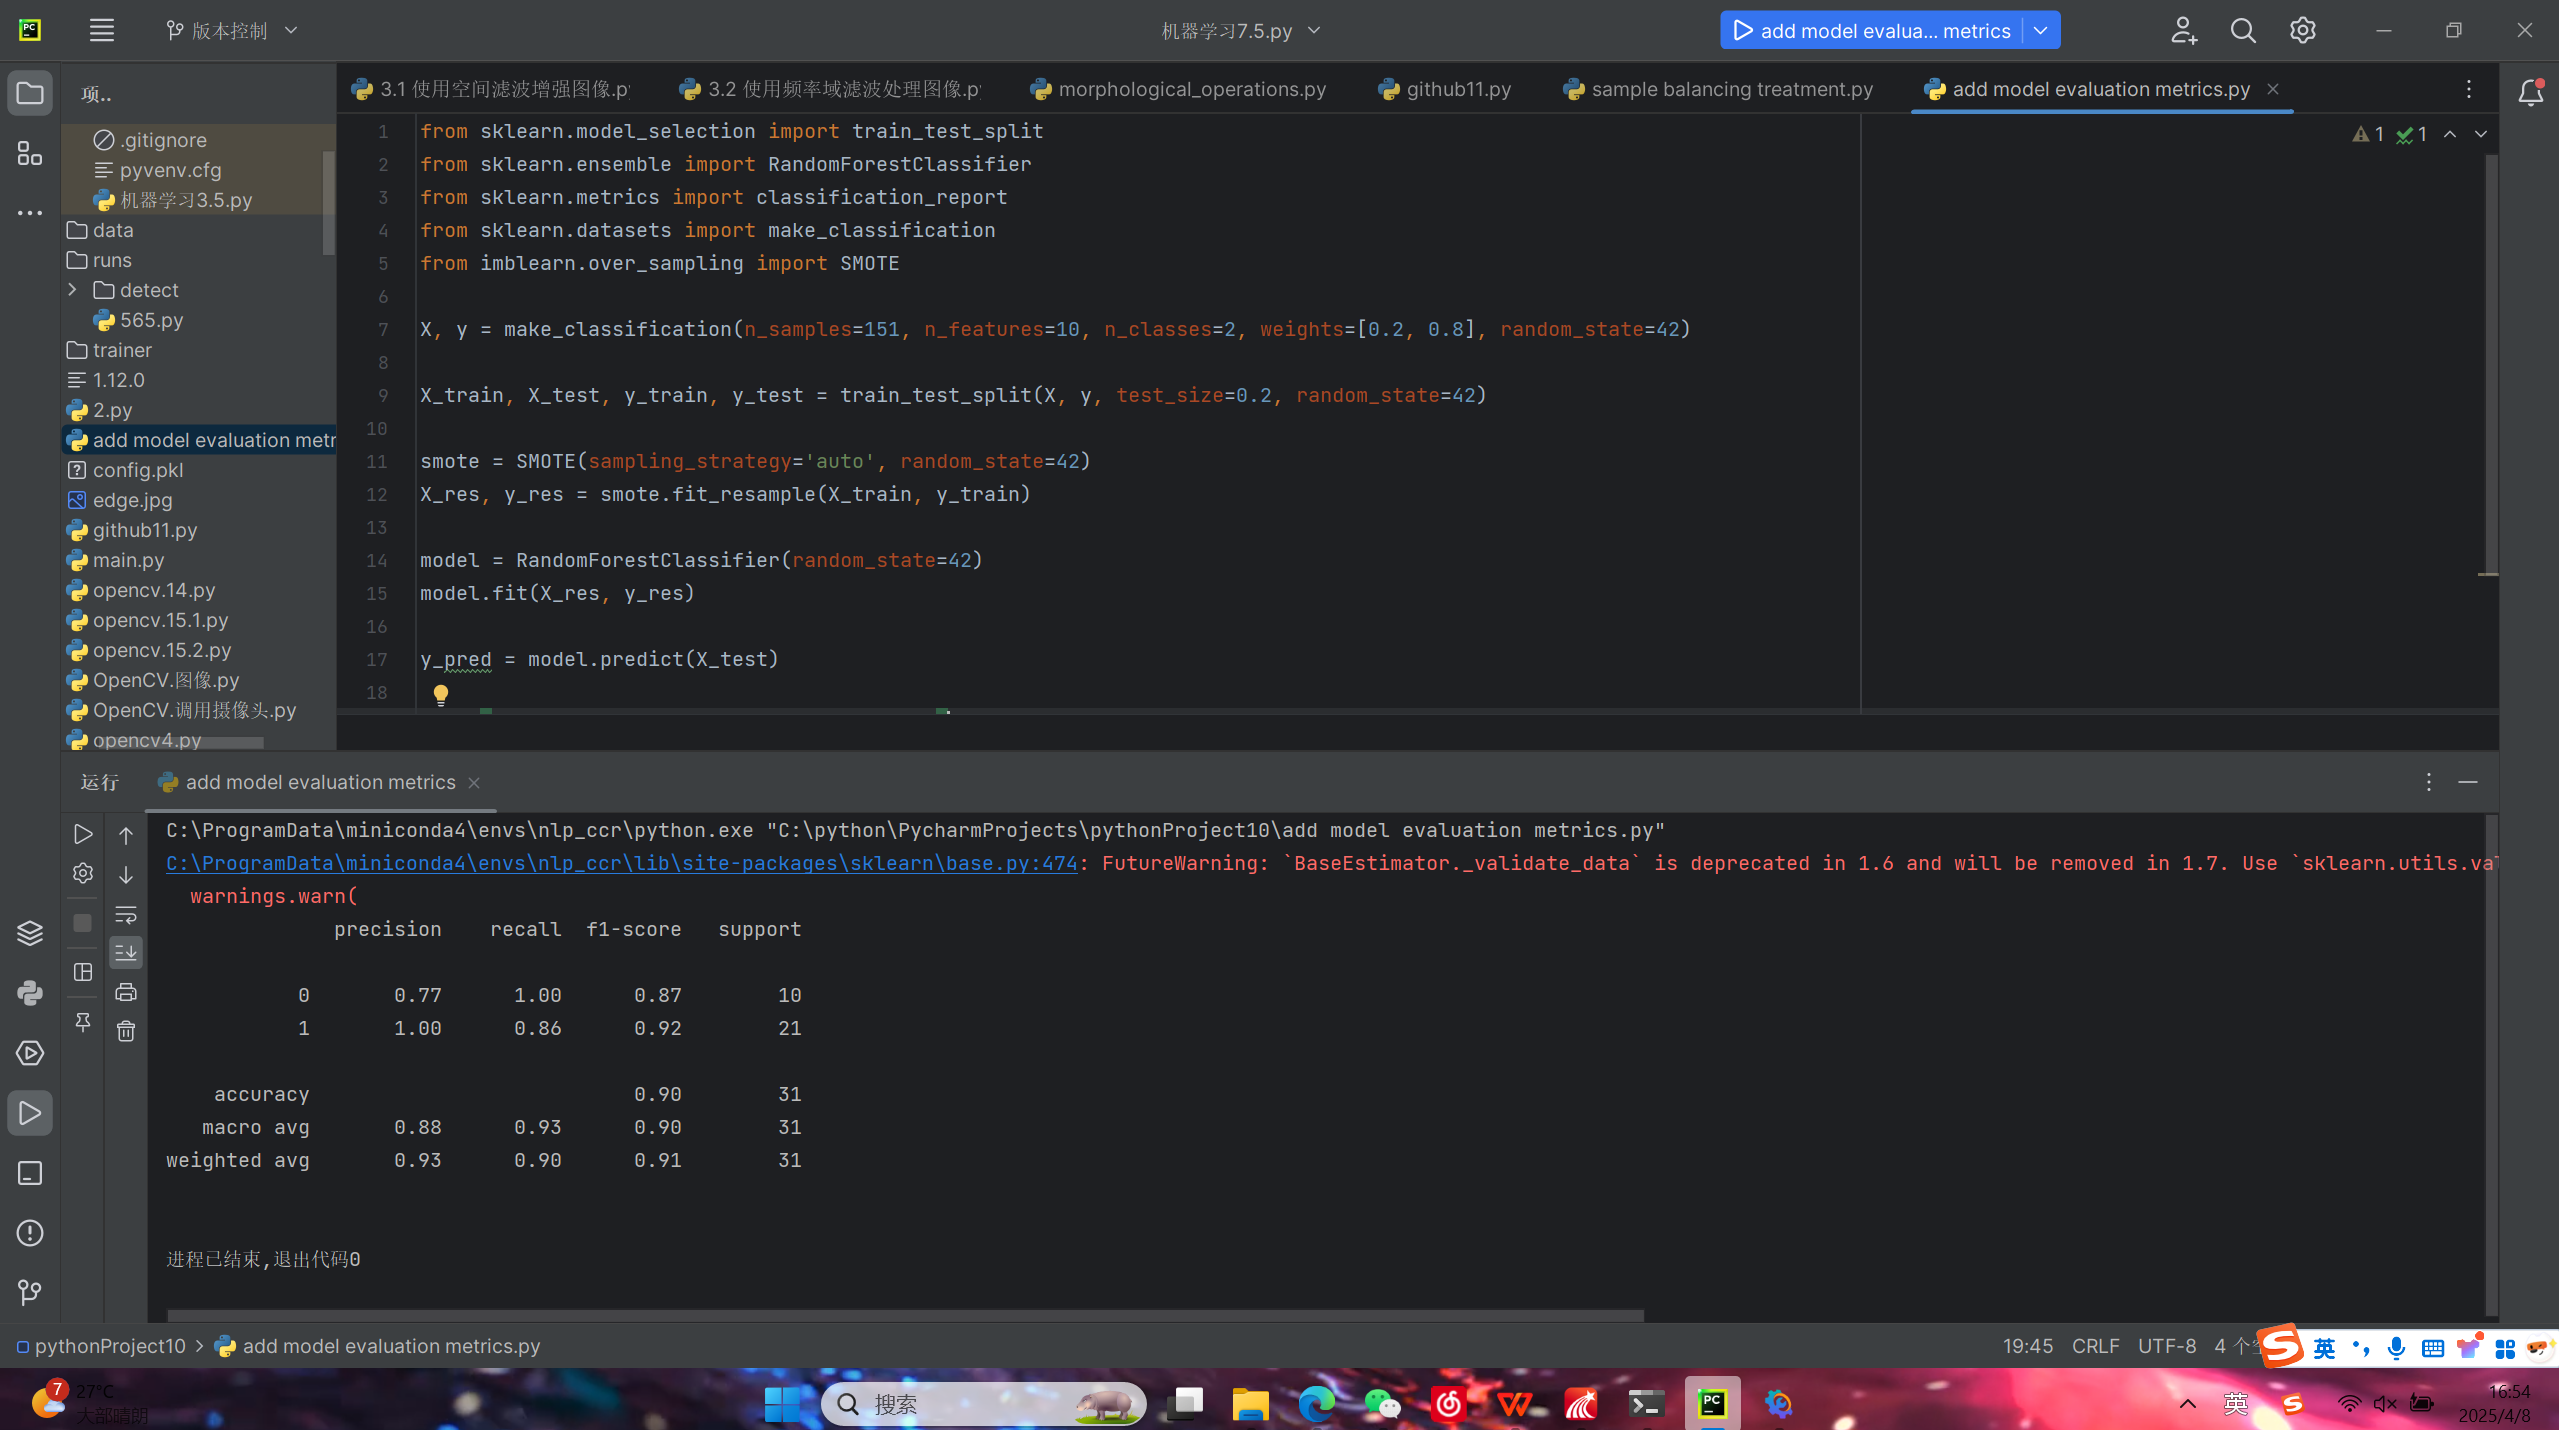 版本控制
机器学习7.5.py
add model evalua... metrics
项..
3.1 使用空间滤波增强图像.py
3.2 使用频率域滤波处理图像.py
morphological_operations.py
github11.py
sample balancing treatment.py
add model evaluation metrics.py
.gitignore
pyvenv.cfg
机器学习3.5.py
data
runs
detect
565.py
trainer
1.12.0
2.py
add model evaluation metr
config.pkl
edge.jpg
github11.py
main.py
opencv.14.py
opencv.15.1.py
opencv.15.2.py
OpenCV.图像.py
OpenCV.调用摄像头.py
opencv4.py
1 1
1 from sklearn.model_selection import train_test_split
2 from sklearn.ensemble import RandomForestClassifier
3 from sklearn.metrics import classification_report
4 from sklearn.datasets import make_classification
5 from imblearn.over_sampling import SMOTE
6
7 X, y = make_classification(n_samples=151, n_features=10, n_classes=2, weights=[0.2, 0.8], random_state=42)
8
9 X_train, X_test, y_train, y_test = train_test_split(X, y, test_size=0.2, random_state=42)
10
11 smote = SMOTE(sampling_strategy='auto', random_state=42)
12 X_res, y_res = smote.fit_resample(X_train, y_train)
13
14 model = RandomForestClassifier(random_state=42)
15 model.fit(X_res, y_res)
16
17 y_pred = model.predict(X_test)
18
运行
add model evaluation metrics
C:\ProgramData\miniconda4\envs\nlp_ccr\python.exe "C:\python\PycharmProjects\pythonProject10\add model evaluation metrics.py"
C:\ProgramData\miniconda4\envs\nlp_ccr\lib\site-packages\sklearn\base.py:474: FutureWarning: `BaseEstimator._validate_data` is deprecated in 1.6 and will be removed in 1.7. Use `sklearn.utils.val
warnings.warn(
precision recall f1-score support
0 0.77 1.00 0.87 10
1 1.00 0.86 0.92 21
accuracy 0.90 31
macro avg 0.88 0.93 0.90 31
weighted avg 0.93 0.90 0.91 31
进程已结束,退出代码0
pythonProject10 > add model evaluation metrics.py
19:45 CRLF UTF-8 4 个
英
7
27°C
大部晴朗
搜索
英
16:54
2025/4/8